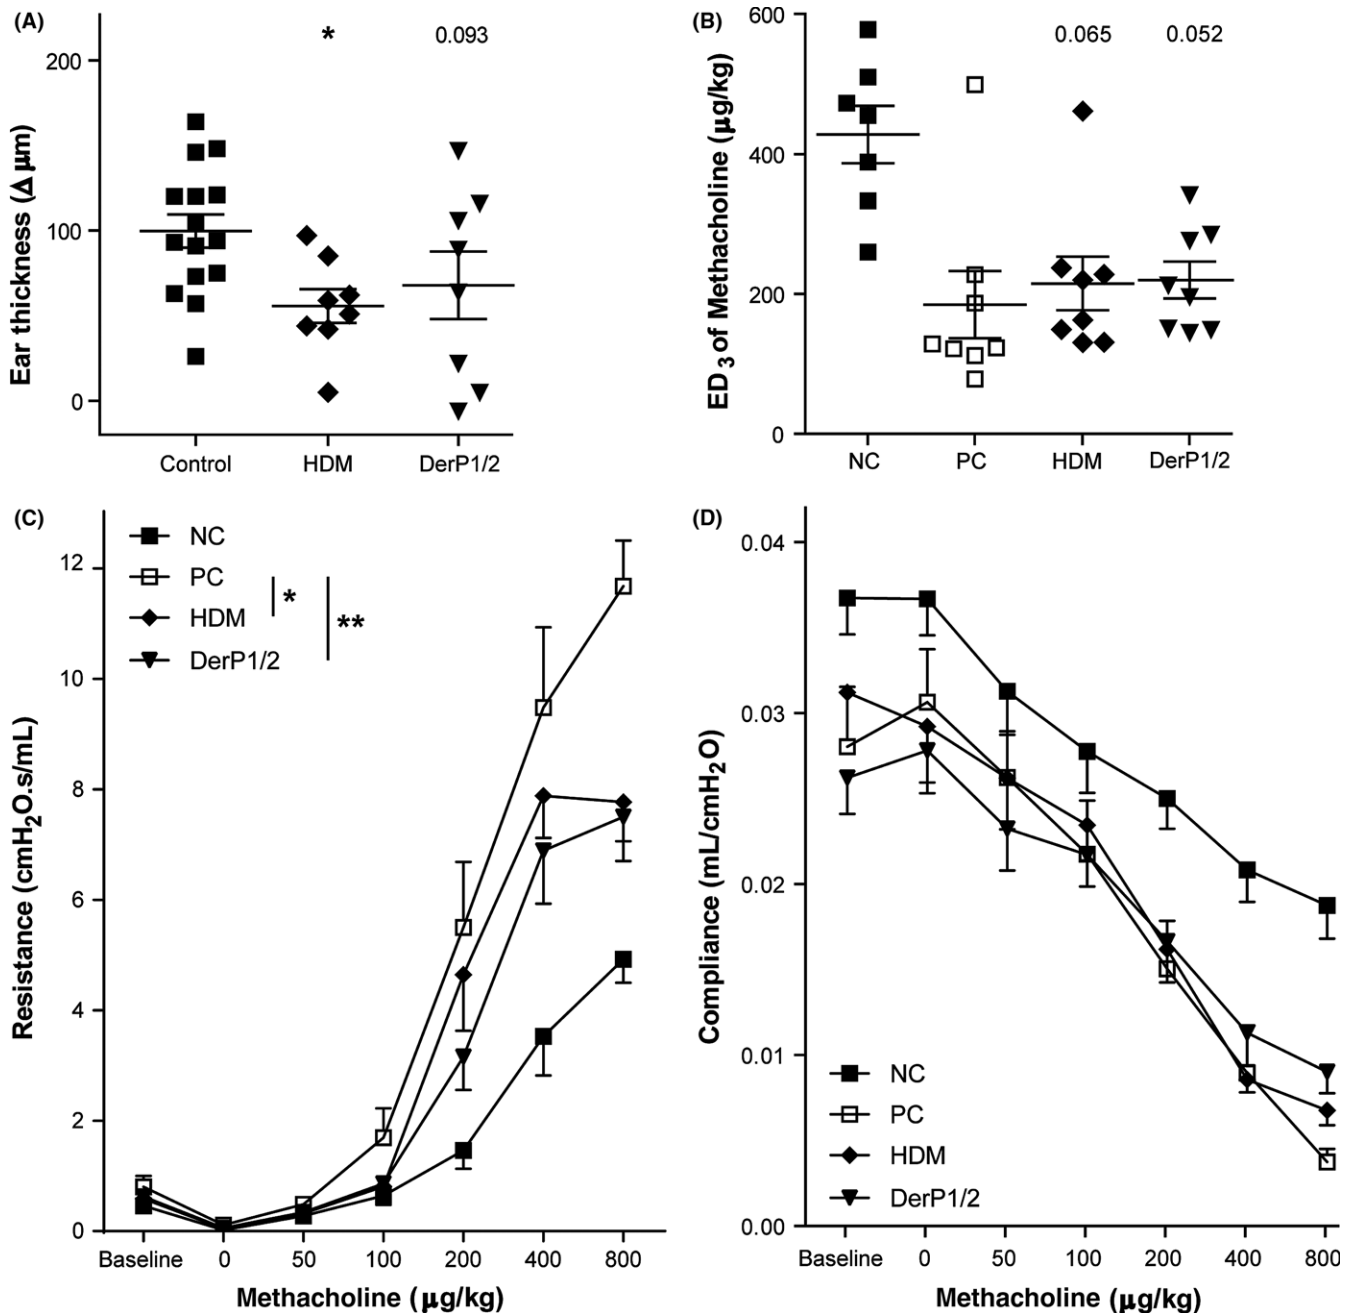 (A)
Ear thickness (Δ μm)
200
100
0
*
0.093
Control
HDM
DerP1/2
(B)
ED3 of Methacholine (μg/kg)
600
400
200
0
0.065
0.052
NC
PC
HDM
DerP1/2
(C)
Resistance (cmH2O.s/mL)
12
10
8
6
4
2
0
NC
PC
HDM
DerP1/2
*
**
Baseline
0
50
100
200
400
800
Methacholine (μg/kg)
(D)
Compliance (mL/cmH2O)
0.04
0.03
0.02
0.01
0.00
NC
PC
HDM
DerP1/2
Baseline
0
50
100
200
400
800
Methacholine (μg/kg)